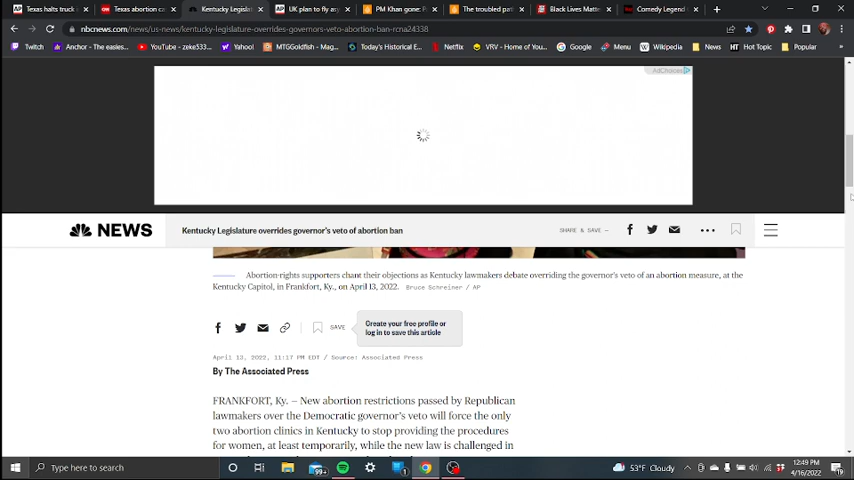 Texas halts truck
Texas abortion ca
Kentucky Legislat
UK plan to fly as
PM Khan gone: F
The troubled pat
Black Lives Matte
Comedy Legend
nbcnews.com/news/us-news/kentucky-legislature-overrides-governors-veto-abortion-ban-rcna24338
Twitch
Anchor - The easies...
YouTube - zeke533...
Yahoo!
MTGGoldfish - Mag...
Today's Historical E...
Netflix
VRV - Home of You...
Google
Menu
Wikipedia
News
Hot Topic
Popular
AdChoices
NEWS
Kentucky Legislature overrides governor's veto of abortion ban
SHARE & SAVE —
Abortion-rights supporters chant their objections as Kentucky lawmakers debate overriding the governor's veto of an abortion measure, at the
Kentucky Capitol, in Frankfort, Ky., on April 13, 2022. Bruce Schreiner / AP
SAVE
Create your free profile or
log in to save this article
April 13, 2022, 11:17 PM EDT / Source: Associated Press
By The Associated Press
FRANKFORT, Ky. — New abortion restrictions passed by Republican
lawmakers over the Democratic governor's veto will force the only
two abortion clinics in Kentucky to stop providing the procedures
for women, at least temporarily, while the new law is challenged in
Type here to search
99+
1
53°F Cloudy
12:49 PM
4/16/2022
19